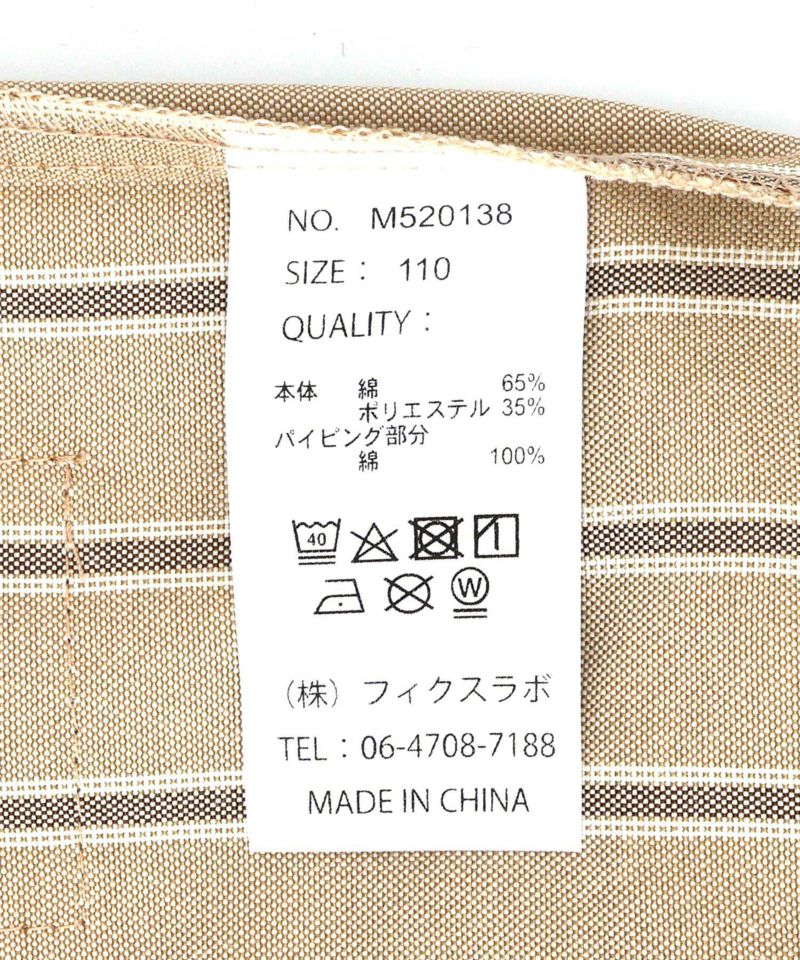 NO. M520138
SIZE： 110
QUALITY：
本体 綿 65%
ポリエステル 35%
パイピング部分
綿 100%
40
W
（株）フィクスラボ
TEL：06-4708-7188
MADE IN CHINA